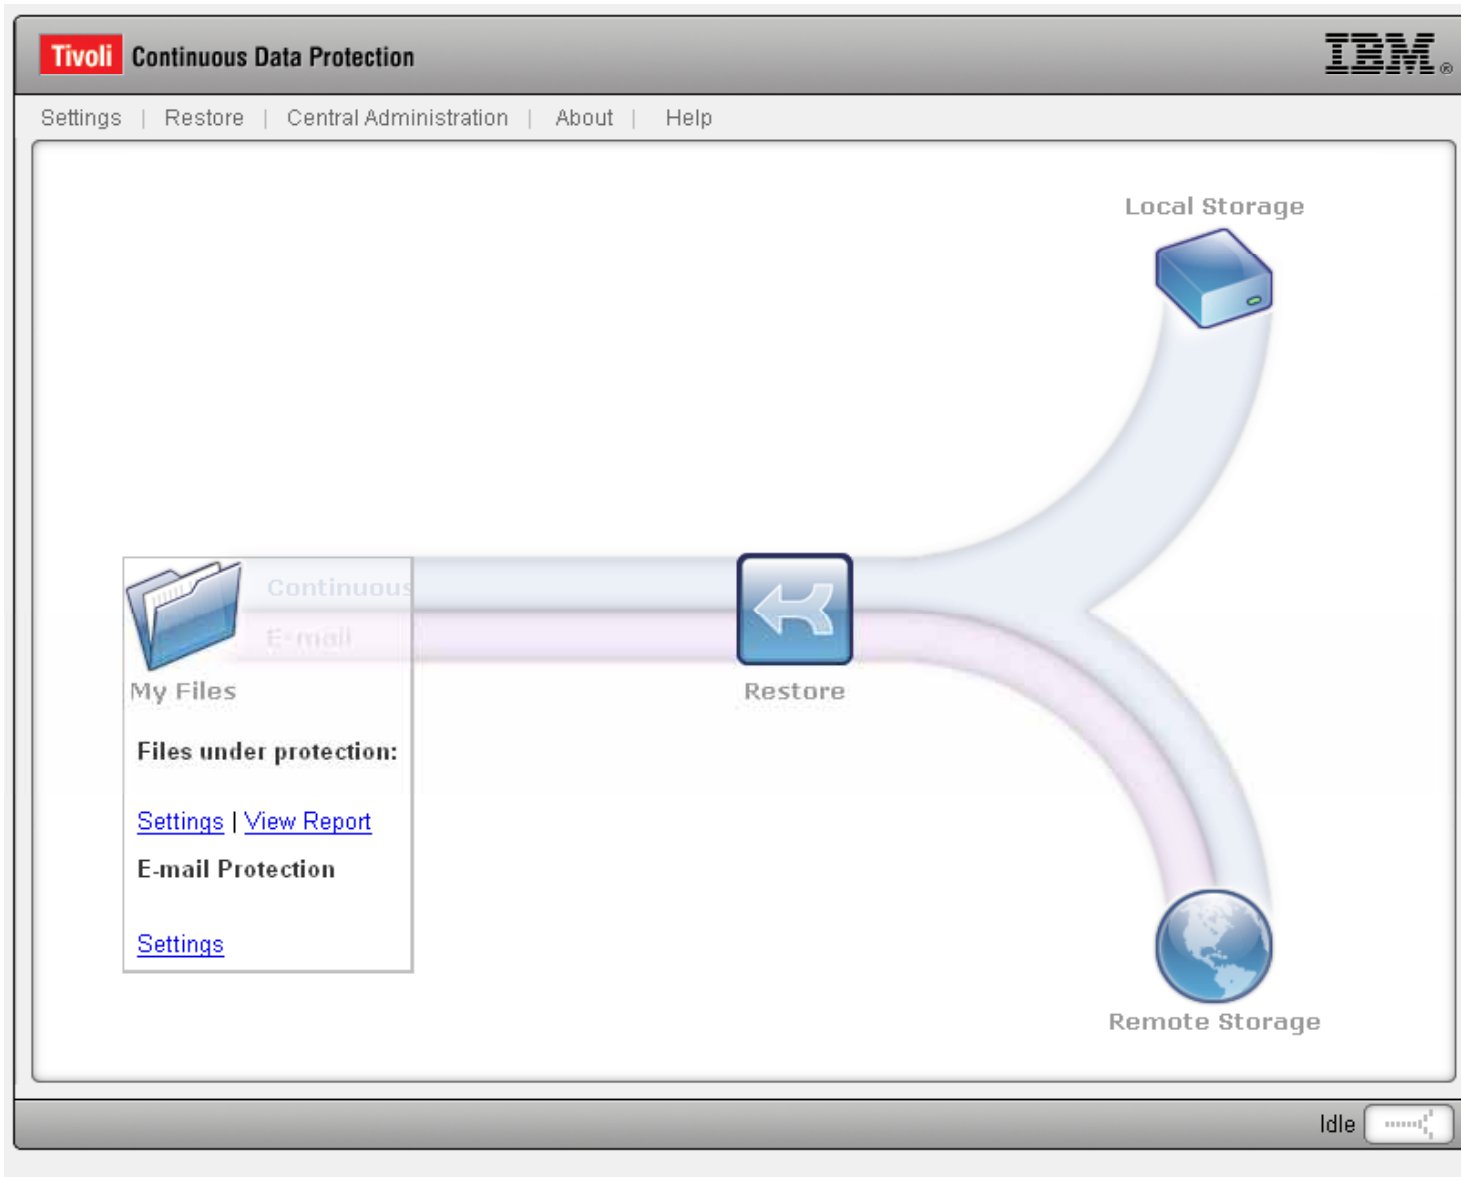 Tivoli Continuous Data Protection
IBM®
Settings | Restore | Central Administration | About | Help
Local Storage
Continuous
E-mail
My Files
Restore
Files under protection:
Settings | View Report
E-mail Protection
Settings
Remote Storage
Idle